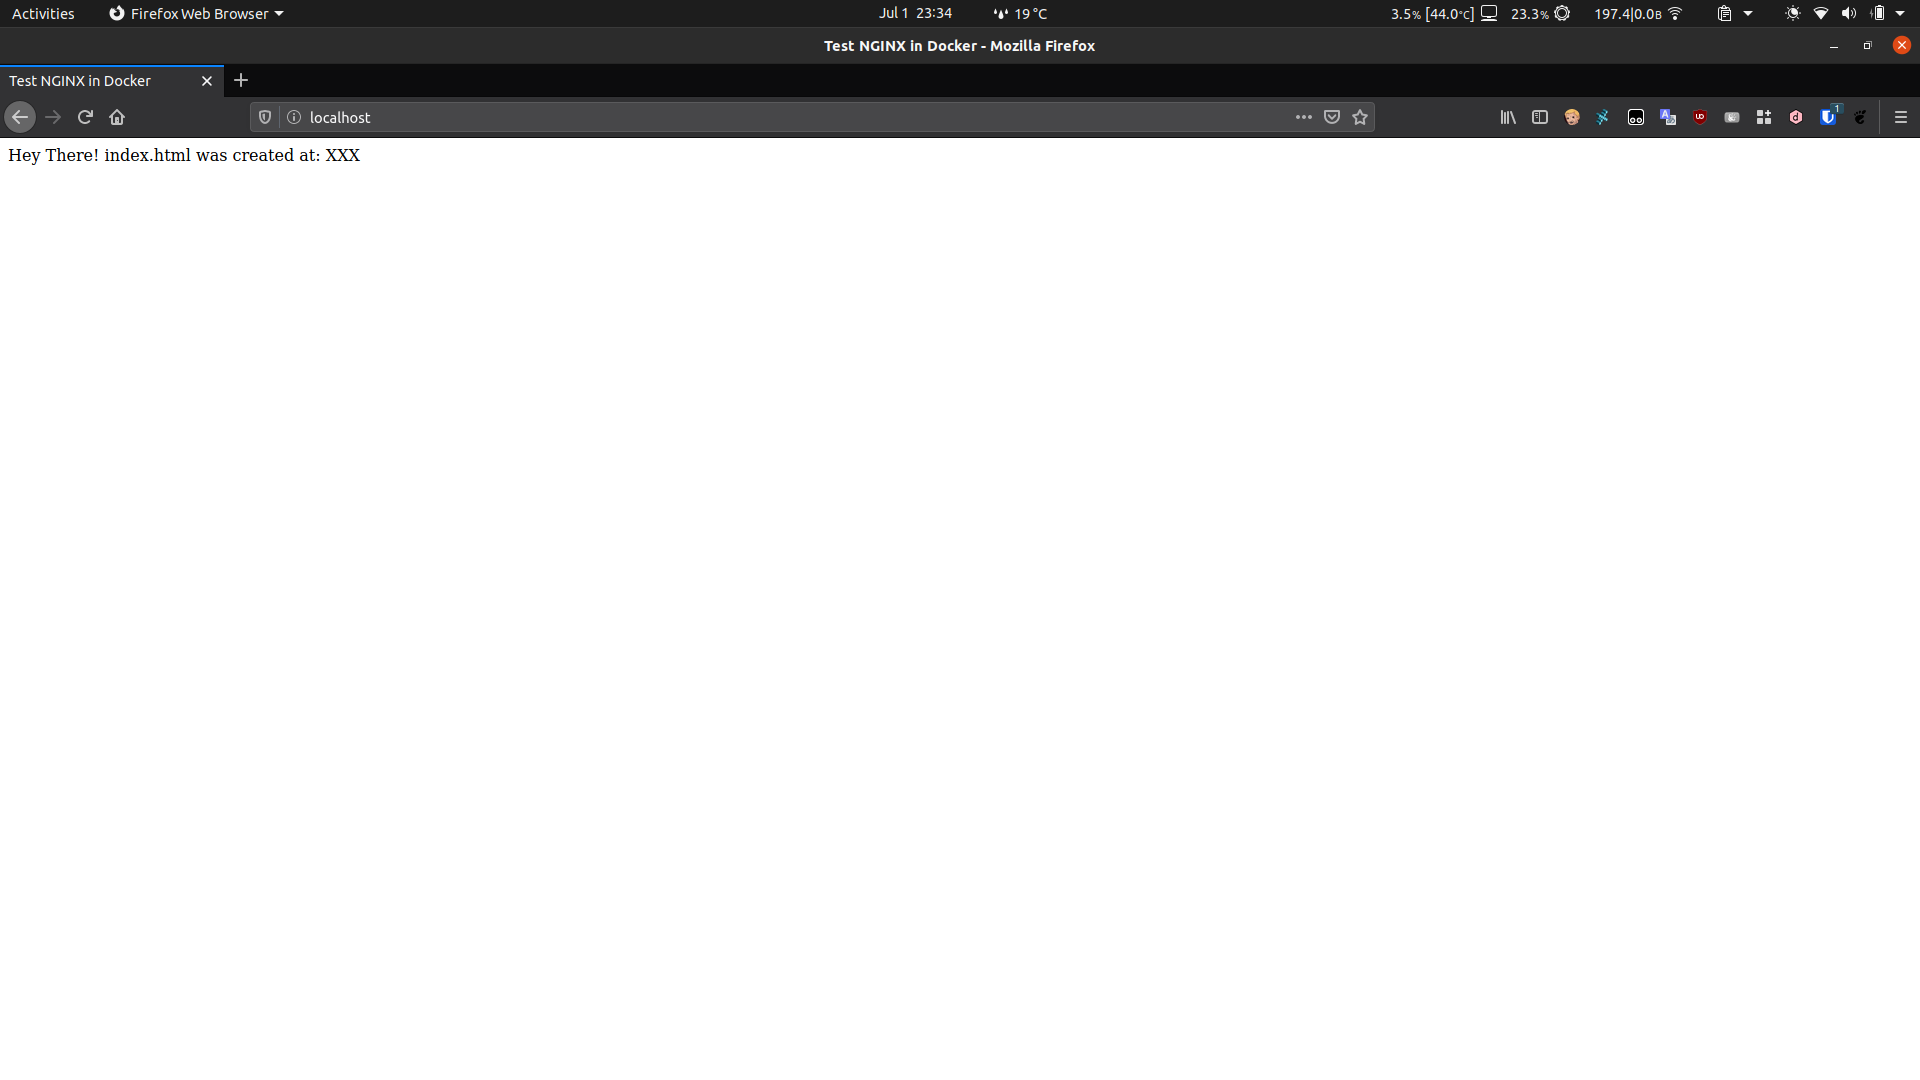 Activities
Firefox Web Browser
Jul 1 23:34
19 °C
3.5% [44.0°C]
23.3%
197.4|0.0B
Test NGINX in Docker - Mozilla Firefox
Test NGINX in Docker
localhost
1
Hey There! index.html was created at: XXX